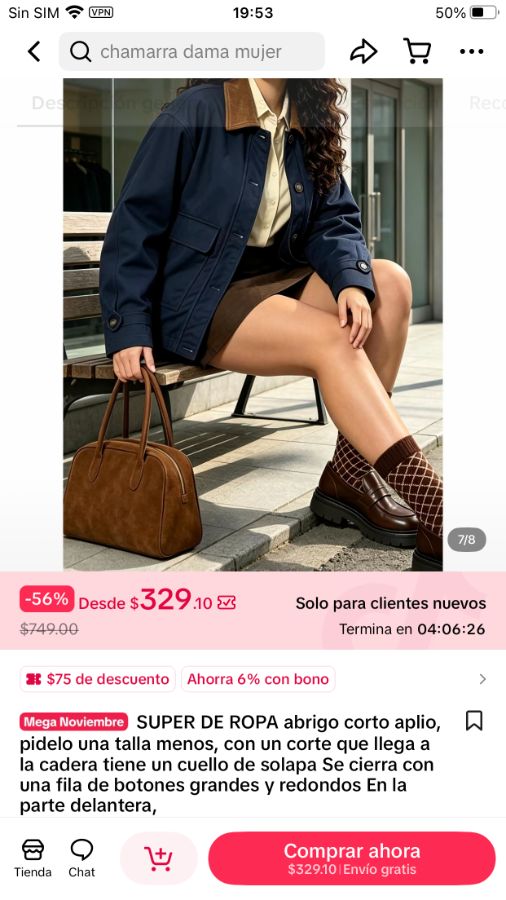 Sin SIM VPN 19:53 50%
chamarra dama mujer
Descripción Rece
7/8
-56% Desde $329.10 Solo para clientes nuevos
$749.00 Termina en 04:06:26
$75 de descuento Ahorra 6% con bono
Mega Noviembre SUPER DE ROPA abrigo corto aplio,
pidelo una talla menos, con un corte que llega a
la cadera tiene un cuello de solapa Se cierra con
una fila de botones grandes y redondos En la
parte delantera,
Tienda Chat Comprar ahora
$329.10 | Envío gratis